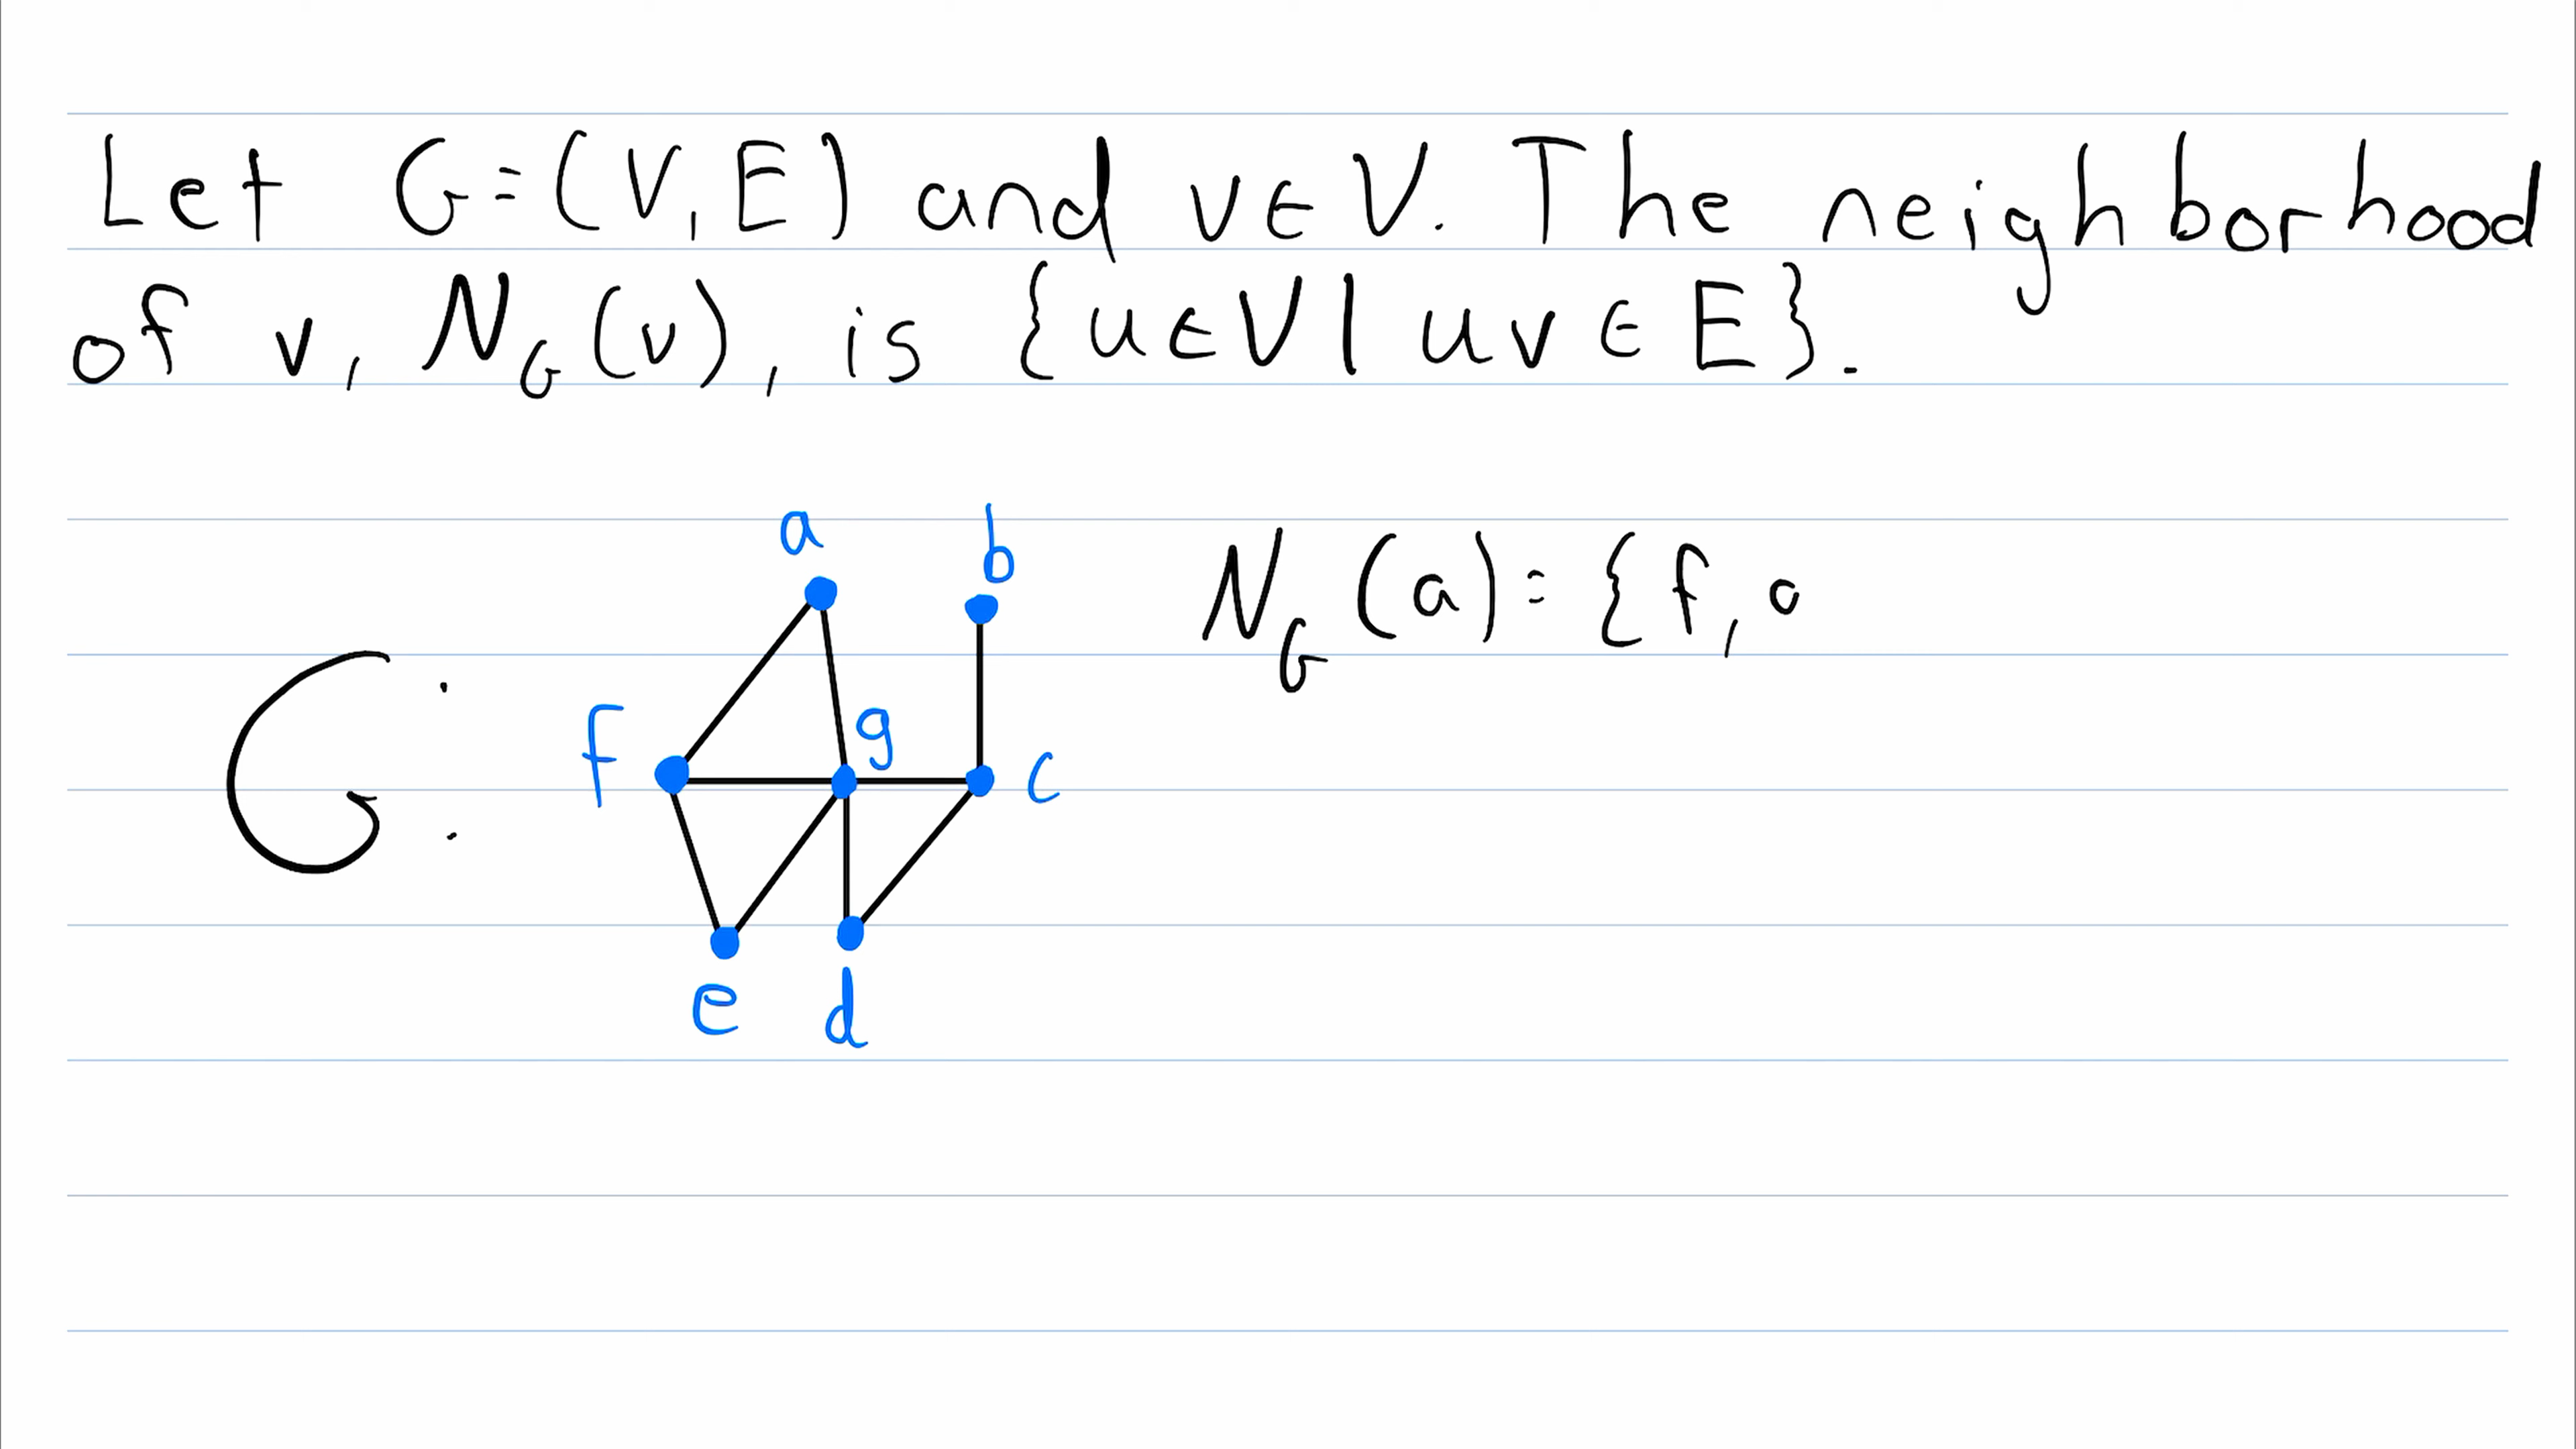 Let G=(V,E) and v∈V. The neighborhood
of v, N_G(v), is {u∈V | uv∈E}.
a
b
N_G(a)={f,
G:
f
g
c
e
d